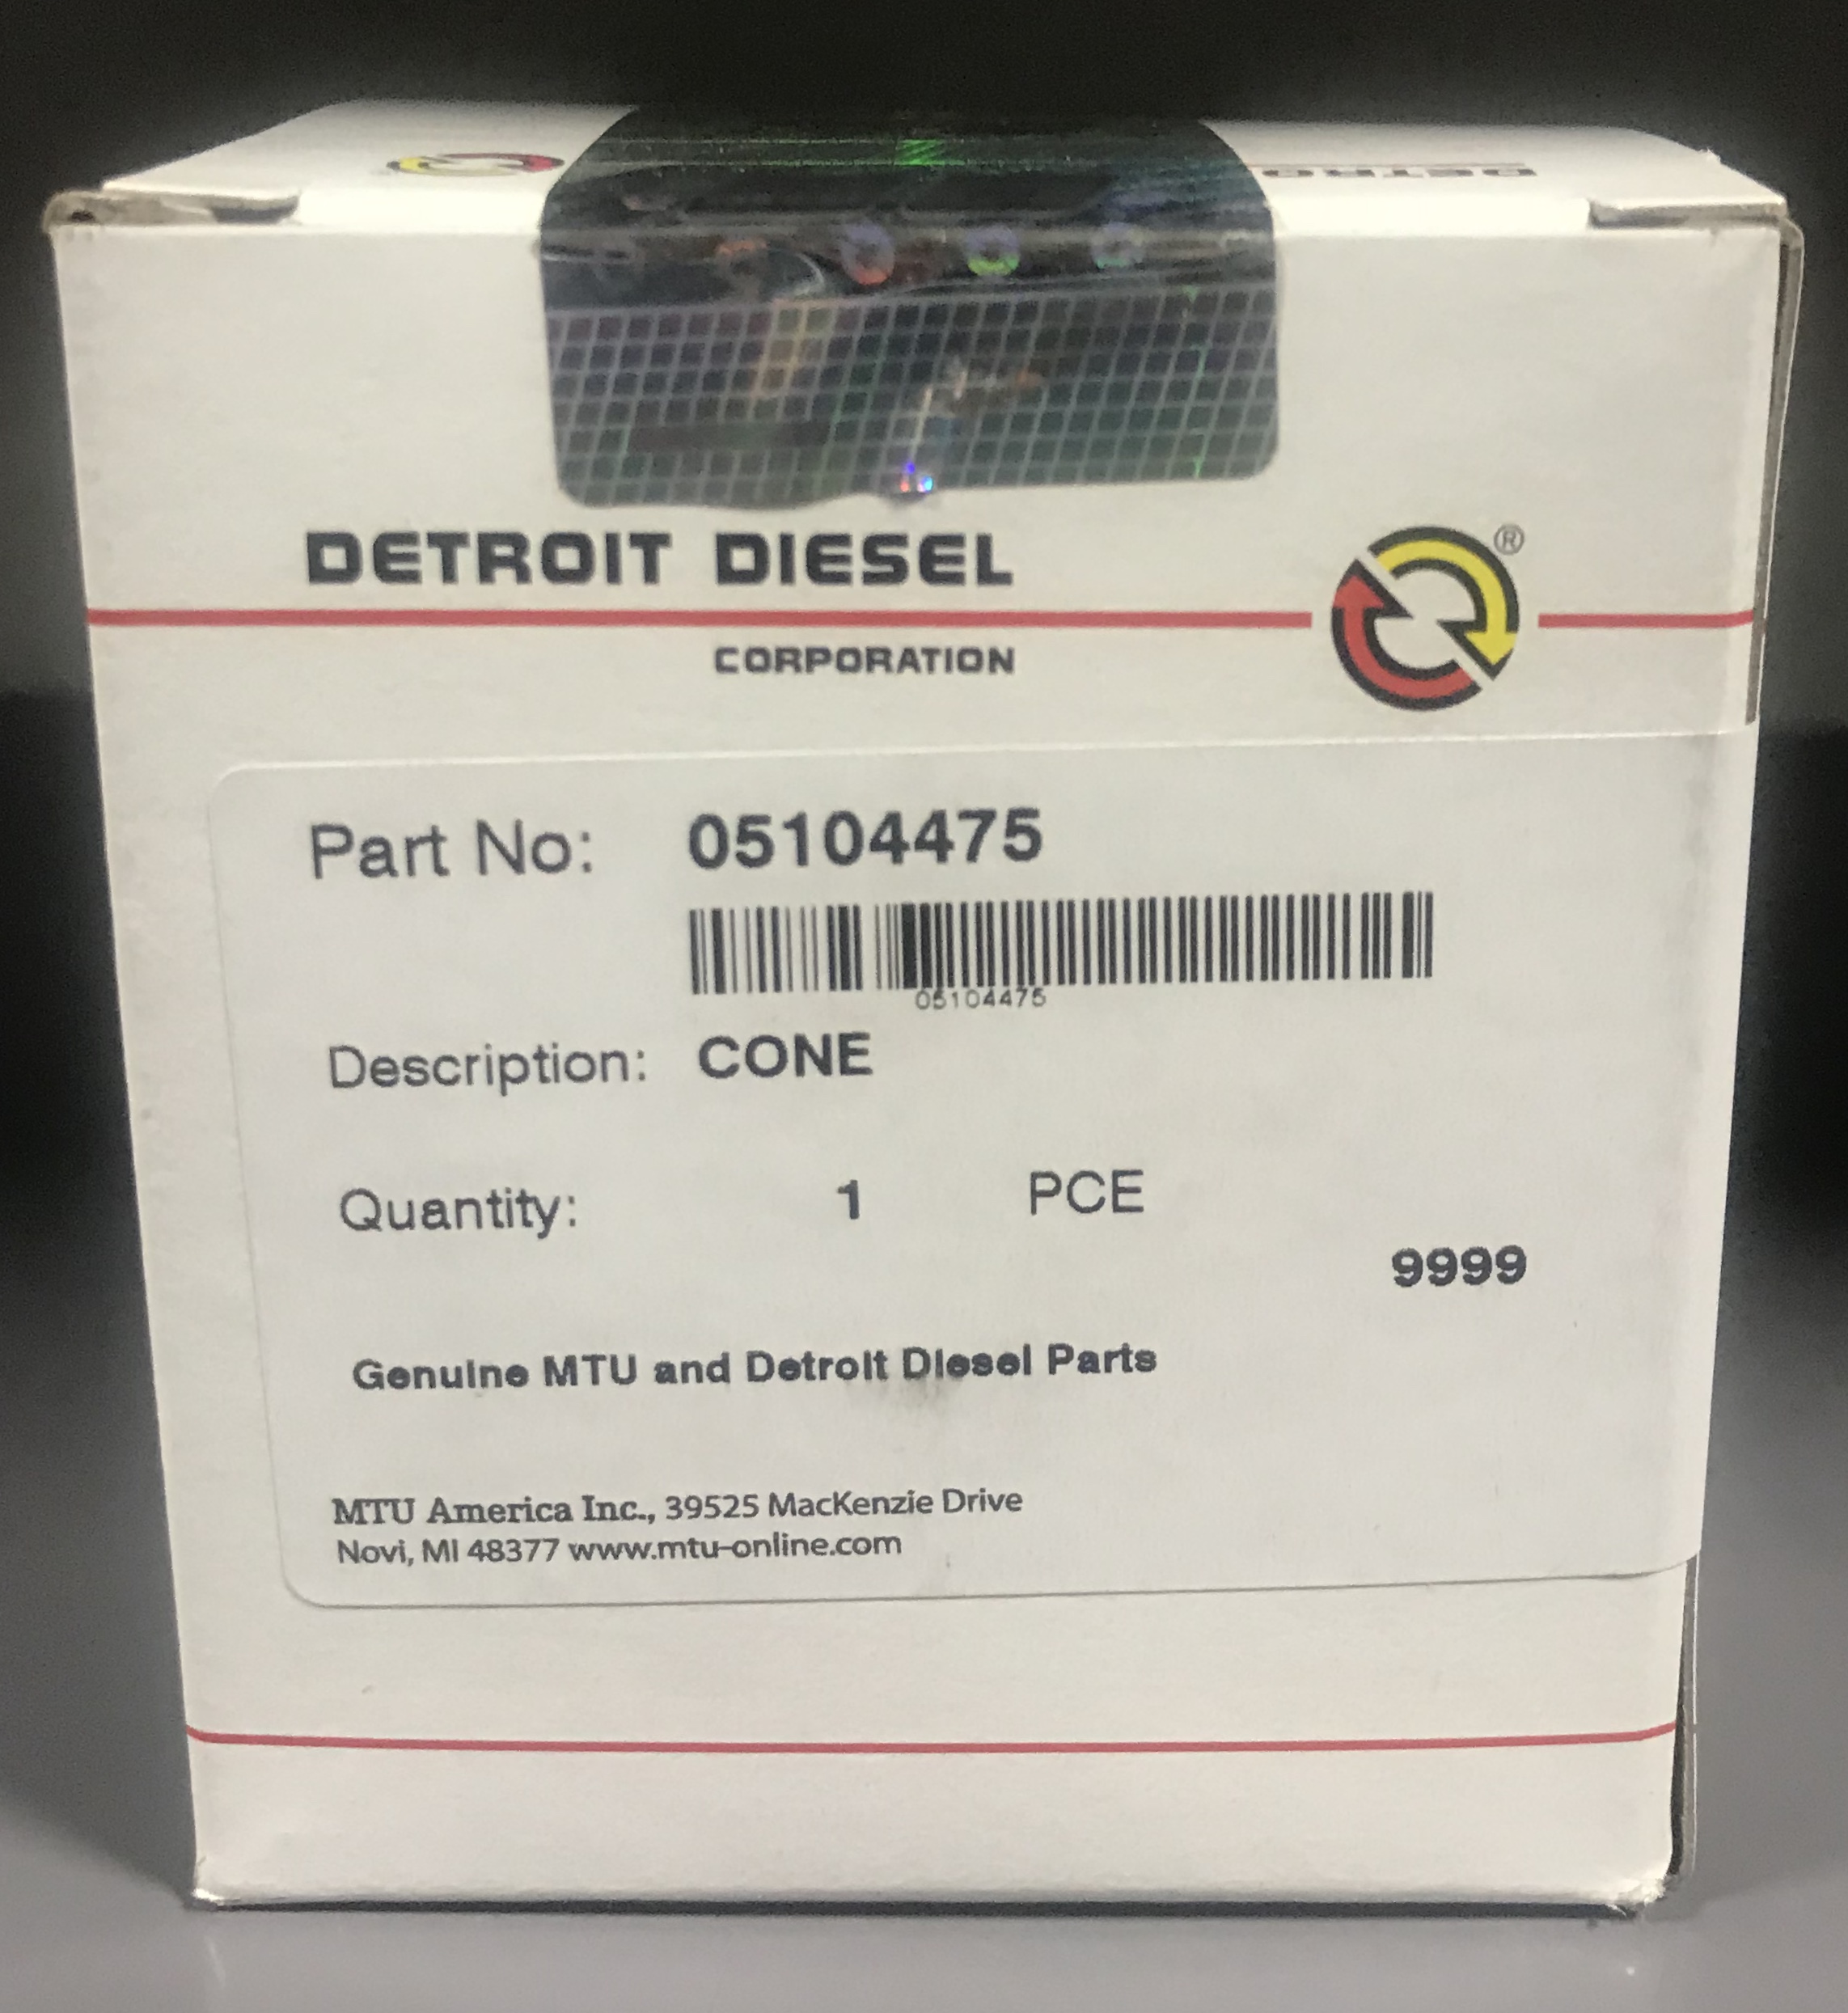 DETRO
DETROIT DIESEL
®
CORPORATION
Part No: 05104475
05104475
Description: CONE
Quantity: 1 PCE
9999
Genuine MTU and Detroit Diesel Parts
MTU America Inc., 39525 MacKenzie Drive
Novi, MI 48377 www.mtu-online.com